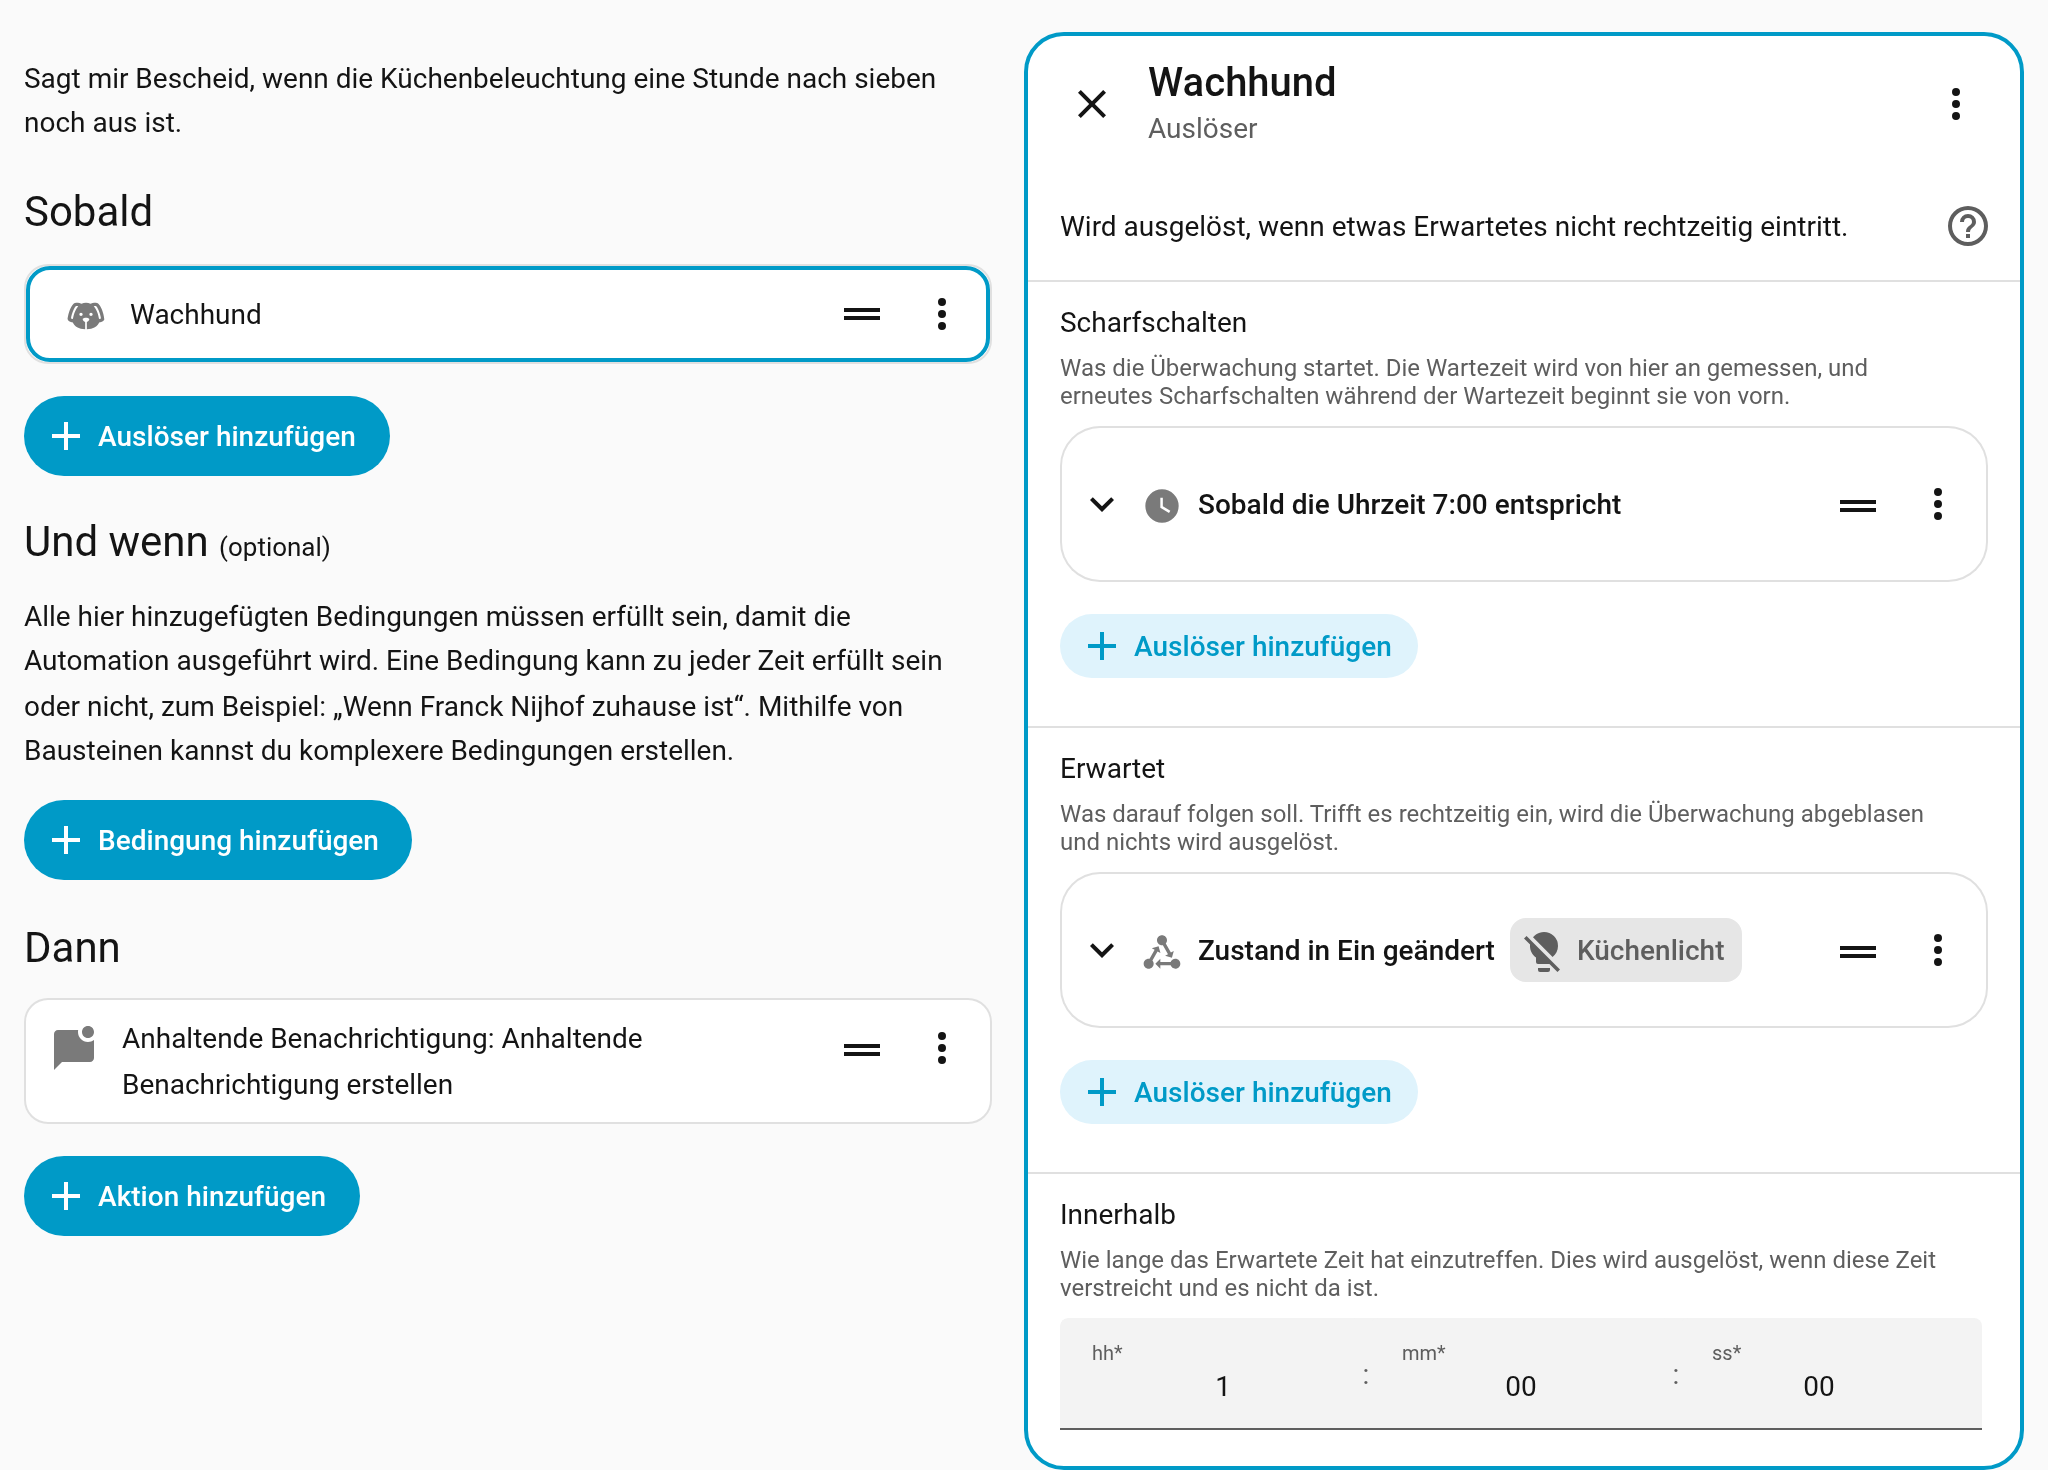 Sagt mir Bescheid, wenn die Küchenbeleuchtung eine Stunde nach sieben
noch aus ist.
Sobald
Wachhund
Auslöser hinzufügen
Und wenn (optional)
Alle hier hinzugefügten Bedingungen müssen erfüllt sein, damit die
Automation ausgeführt wird. Eine Bedingung kann zu jeder Zeit erfüllt sein
oder nicht, zum Beispiel: „Wenn Franck Nijhof zuhause ist“. Mithilfe von
Bausteinen kannst du komplexere Bedingungen erstellen.
Bedingung hinzufügen
Dann
Anhaltende Benachrichtigung: Anhaltende
Benachrichtigung erstellen
Aktion hinzufügen
Wachhund
Auslöser
Wird ausgelöst, wenn etwas Erwartetes nicht rechtzeitig eintritt.
Scharfschalten
Was die Überwachung startet. Die Wartezeit wird von hier an gemessen, und
erneutes Scharfschalten während der Wartezeit beginnt sie von vorn.
Sobald die Uhrzeit 7:00 entspricht
Auslöser hinzufügen
Erwartet
Was darauf folgen soll. Trifft es rechtzeitig ein, wird die Überwachung abgeblasen
und nichts wird ausgelöst.
Zustand in Ein geändert Küchenlicht
Auslöser hinzufügen
Innerhalb
Wie lange das Erwartete Zeit hat einzutreffen. Dies wird ausgelöst, wenn diese Zeit
verstreicht und es nicht da ist.
hh* mm* ss*
1 : 00 : 00